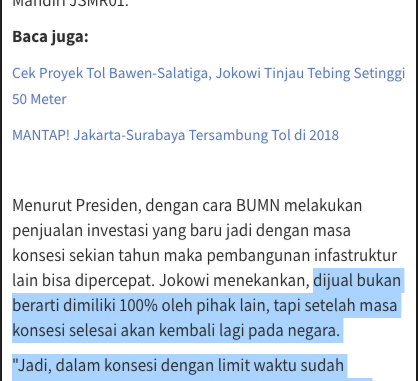 Mandiri JSMR01.
Baca juga:
Cek Proyek Tol Bawen-Salatiga, Jokowi Tinjau Tebing Setinggi
50 Meter
MANTAP! Jakarta-Surabaya Tersambung Tol di 2018
Menurut Presiden, dengan cara BUMN melakukan
penjualan investasi yang baru jadi dengan masa
konsesi sekian tahun maka pembangunan infastruktur
lain bisa dipercepat. Jokowi menekankan, dijual bukan
berarti dimiliki 100% oleh pihak lain, tapi setelah masa
konsesi selesai akan kembali lagi pada negara.
"Jadi, dalam konsesi dengan limit waktu sudah